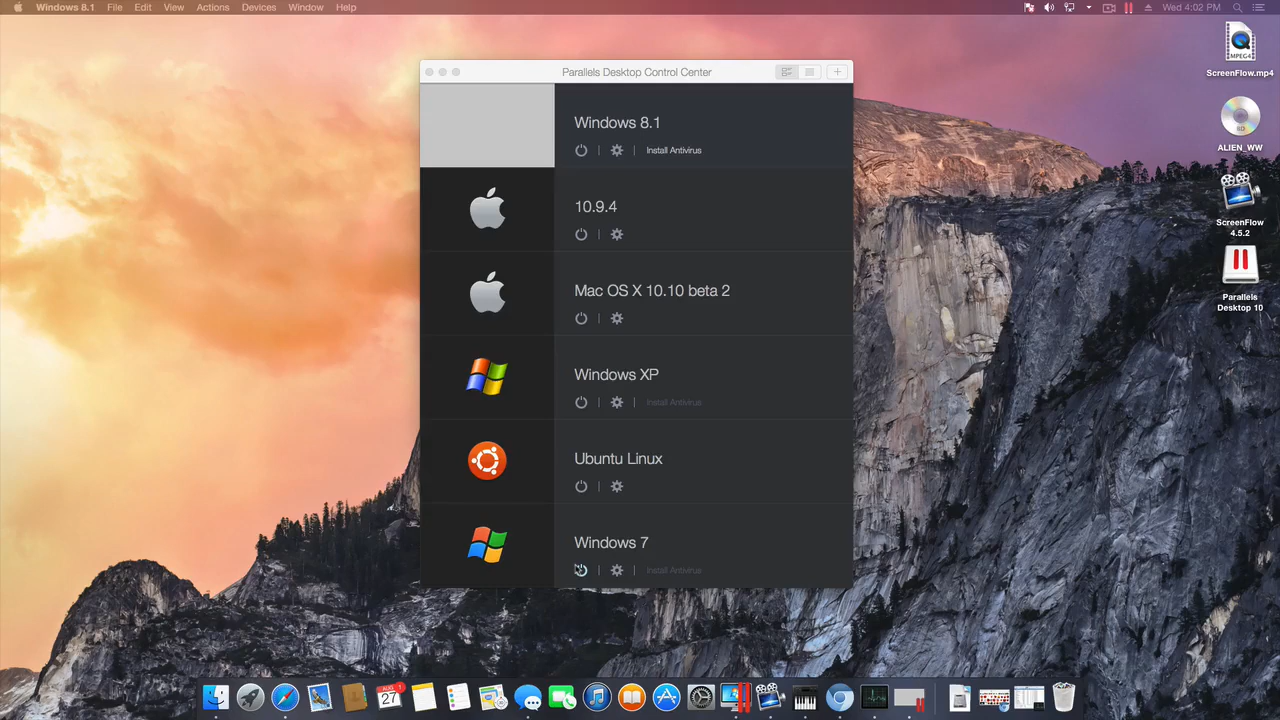 Windows 8.1 File Edit View Actions Devices Window Help
Wed 4:02 PM
Parallels Desktop Control Center
Windows 8.1
Install Antivirus
10.9.4
Mac OS X 10.10 beta 2
Windows XP
Install Antivirus
Ubuntu Linux
Windows 7
Install Antivirus
MPEG4
ScreenFlow.mp4
ALIEN_WW
ScreenFlow
4.5.2
Parallels
Desktop 10
27